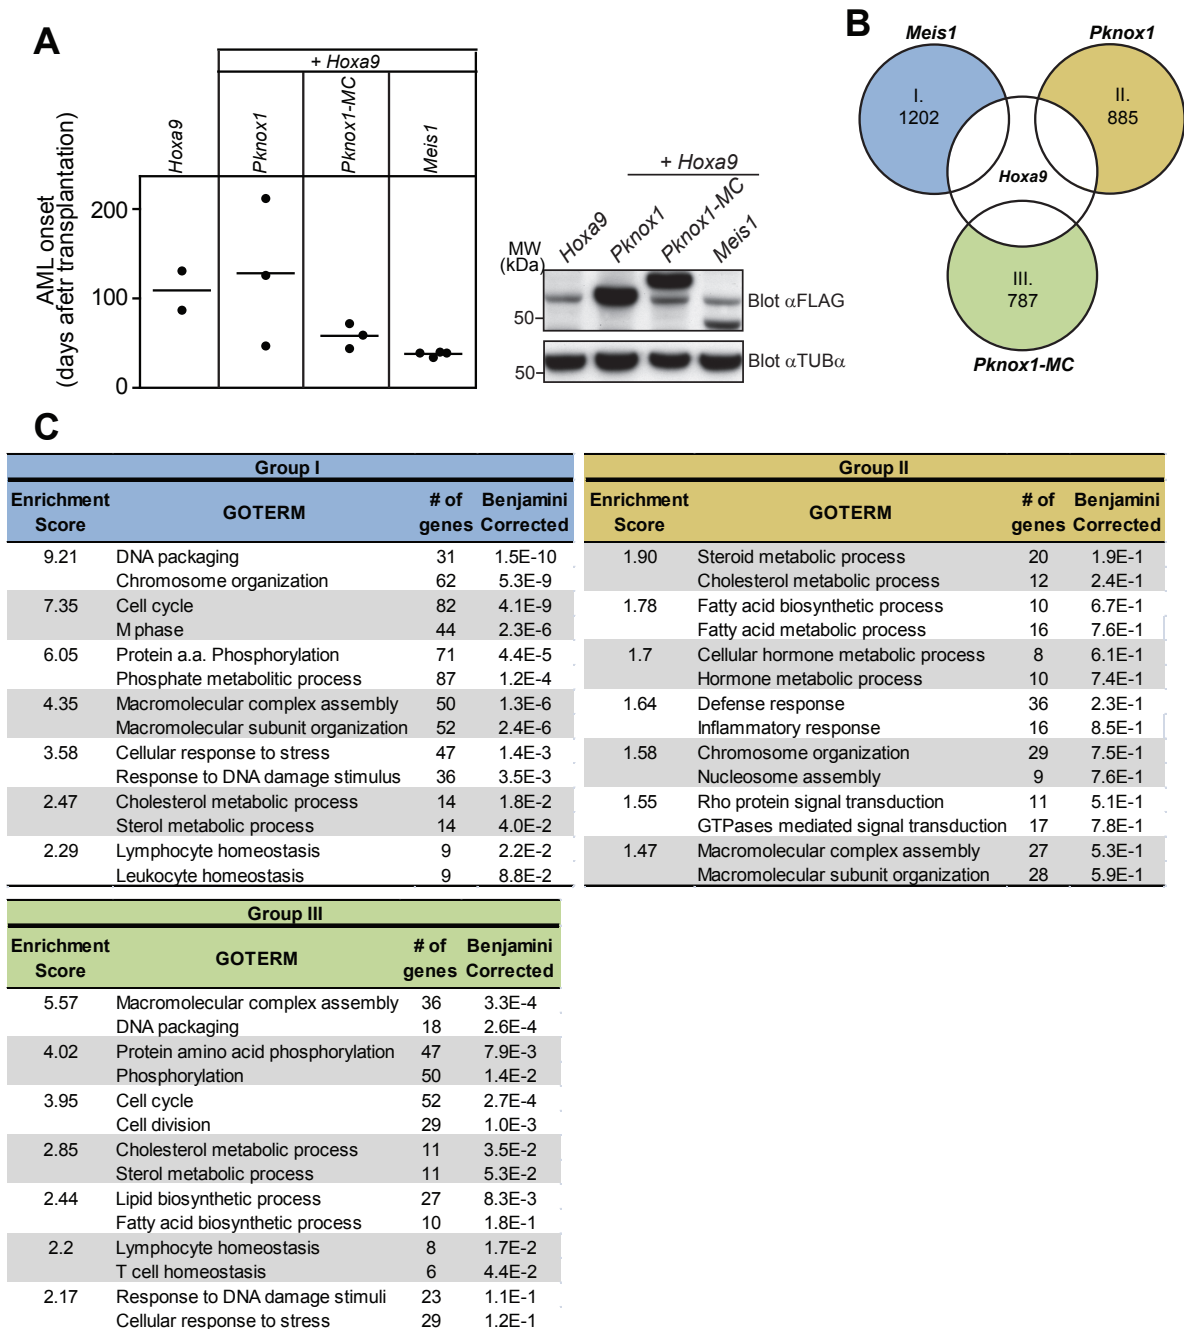 A
+ Hoxa9
Hoxa9
Pknox1
Pknox1-MC
Meis1
AML onset
(days afetr transplantation)
200
100
0
+ Hoxa9
Hoxa9
Pknox1
Pknox1-MC
Meis1
MW
(kDa)
50
Blot αFLAG
50
Blot αTUBα
B
Meis1
Pknox1
I.
1202
II.
885
Hoxa9
III.
787
Pknox1-MC
C
Group I
Enrichment Score GOTERM # of genes Benjamini Corrected
9.21 DNA packaging 31 1.5E-10
Chromosome organization 62 5.3E-9
7.35 Cell cycle 82 4.1E-9
M phase 44 2.3E-6
6.05 Protein a.a. Phosphorylation 71 4.4E-5
Phosphate metabolitic process 87 1.2E-4
4.35 Macromolecular complex assembly 50 1.3E-6
Macromolecular subunit organization 52 2.4E-6
3.58 Cellular response to stress 47 1.4E-3
Response to DNA damage stimulus 36 3.5E-3
2.47 Cholesterol metabolic process 14 1.8E-2
Sterol metabolic process 14 4.0E-2
2.29 Lymphocyte homeostasis 9 2.2E-2
Leukocyte homeostasis 9 8.8E-2
Group II
Enrichment Score GOTERM # of genes Benjamini Corrected
1.90 Steroid metabolic process 20 1.9E-1
Cholesterol metabolic process 12 2.4E-1
1.78 Fatty acid biosynthetic process 10 6.7E-1
Fatty acid metabolic process 16 7.6E-1
1.7 Cellular hormone metabolic process 8 6.1E-1
Hormone metabolic process 10 7.4E-1
1.64 Defense response 36 2.3E-1
Inflammatory response 16 8.5E-1
1.58 Chromosome organization 29 7.5E-1
Nucleosome assembly 9 7.6E-1
1.55 Rho protein signal transduction 11 5.1E-1
GTPases mediated signal transduction 17 7.8E-1
1.47 Macromolecular complex assembly 27 5.3E-1
Macromolecular subunit organization 28 5.9E-1
Group III
Enrichment Score GOTERM # of genes Benjamini Corrected
5.57 Macromolecular complex assembly 36 3.3E-4
DNA packaging 18 2.6E-4
4.02 Protein amino acid phosphorylation 47 7.9E-3
Phosphorylation 50 1.4E-2
3.95 Cell cycle 52 2.7E-4
Cell division 29 1.0E-3
2.85 Cholesterol metabolic process 11 3.5E-2
Sterol metabolic process 11 5.3E-2
2.44 Lipid biosynthetic process 27 8.3E-3
Fatty acid biosynthetic process 10 1.8E-1
2.2 Lymphocyte homeostasis 8 1.7E-2
T cell homeostasis 6 4.4E-2
2.17 Response to DNA damage stimuli 23 1.1E-1
Cellular response to stress 29 1.2E-1